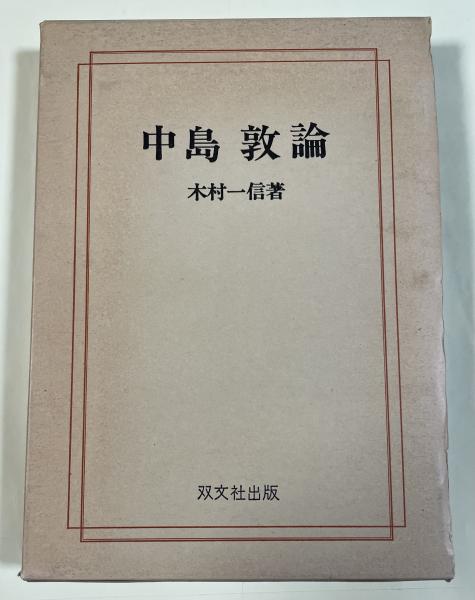 中島 敦論
木村一信著
双文社出版